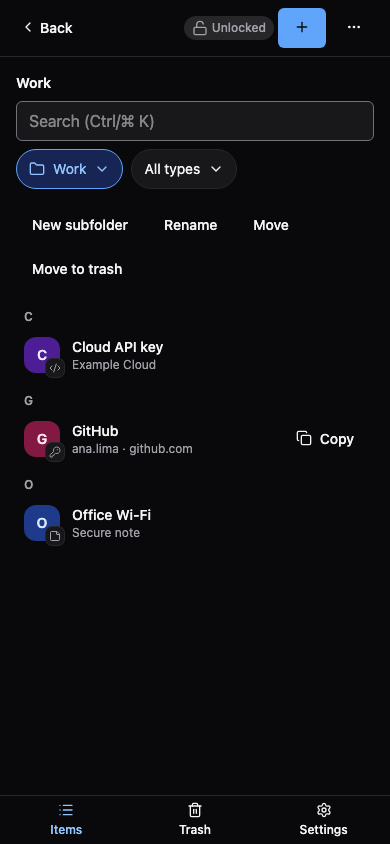 Back
Unlocked
Work
Search (Ctrl/⌘ K)
Work
All types
New subfolder
Rename
Move
Move to trash
C
C
Cloud API key
Example Cloud
G
G
GitHub
ana.lima · github.com
Copy
O
O
Office Wi-Fi
Secure note
Items
Trash
Settings